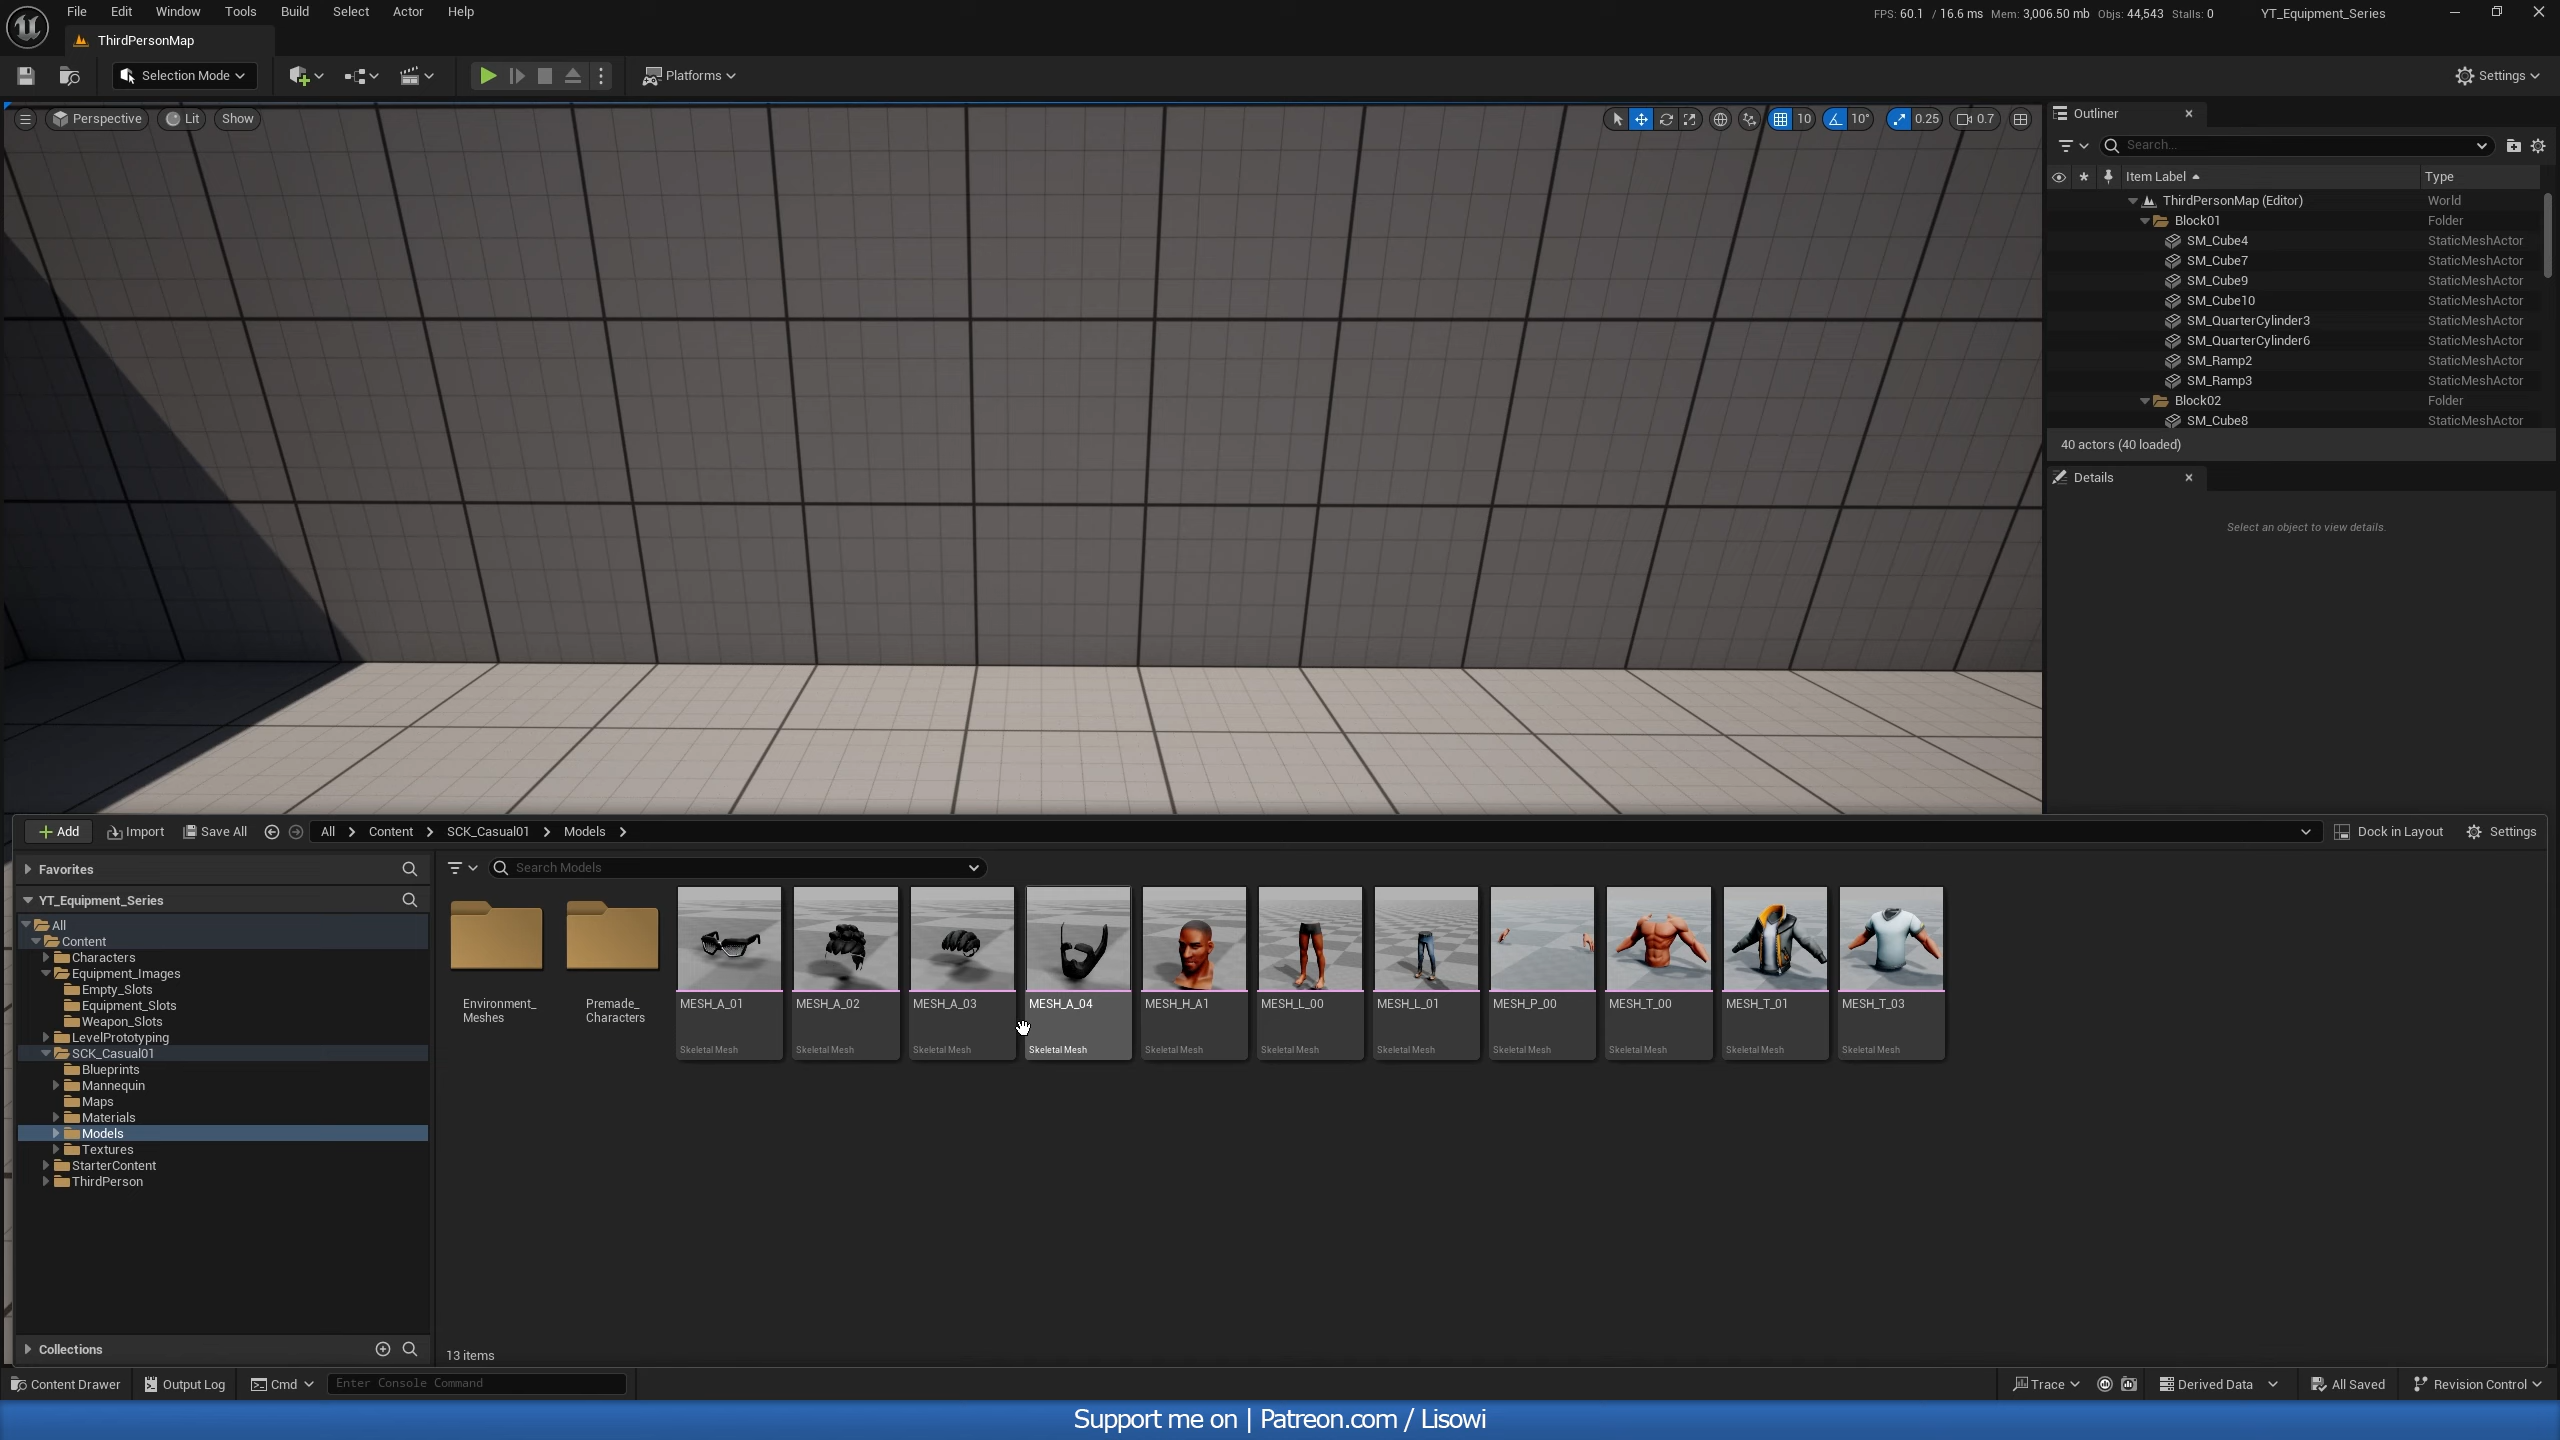 File Edit Window Tools Build Select Actor Help
FPS: 60.1 / 16.6 ms Mem: 3,006.50 mb Objs: 44,543 Stalls: 0
YT_Equipment_Series
ThirdPersonMap
Selection Mode
Platforms
Settings
Perspective
Lit
Show
10
10°
0.25
0.7
Outliner
Search...
Item Label
Type
ThirdPersonMap (Editor) World
Block01 Folder
SM_Cube4 StaticMeshActor
SM_Cube7 StaticMeshActor
SM_Cube9 StaticMeshActor
SM_Cube10 StaticMeshActor
SM_QuarterCylinder3 StaticMeshActor
SM_QuarterCylinder6 StaticMeshActor
SM_Ramp2 StaticMeshActor
SM_Ramp3 StaticMeshActor
Block02 Folder
SM_Cube8 StaticMeshActor
40 actors (40 loaded)
Details
Select an object to view details.
Add
Import
Save All
All > Content > SCK_Casual01 > Models >
Dock in Layout
Settings
Favorites
YT_Equipment_Series
All
Content
Characters
Equipment_Images
Empty_Slots
Equipment_Slots
Weapon_Slots
LevelPrototyping
SCK_Casual01
Blueprints
Mannequin
Maps
Materials
Models
Textures
StarterContent
ThirdPerson
Collections
Search Models
Environment_
Meshes
Premade_
Characters
MESH_A_01
Skeletal Mesh
MESH_A_02
Skeletal Mesh
MESH_A_03
Skeletal Mesh
MESH_A_04
Skeletal Mesh
MESH_H_A1
Skeletal Mesh
MESH_L_00
Skeletal Mesh
MESH_L_01
Skeletal Mesh
MESH_P_00
Skeletal Mesh
MESH_T_00
Skeletal Mesh
MESH_T_01
Skeletal Mesh
MESH_T_03
Skeletal Mesh
13 items
Content Drawer
Output Log
Cmd
Enter Console Command
Trace
Derived Data
All Saved
Revision Control
Support me on | Patreon.com / Lisowi